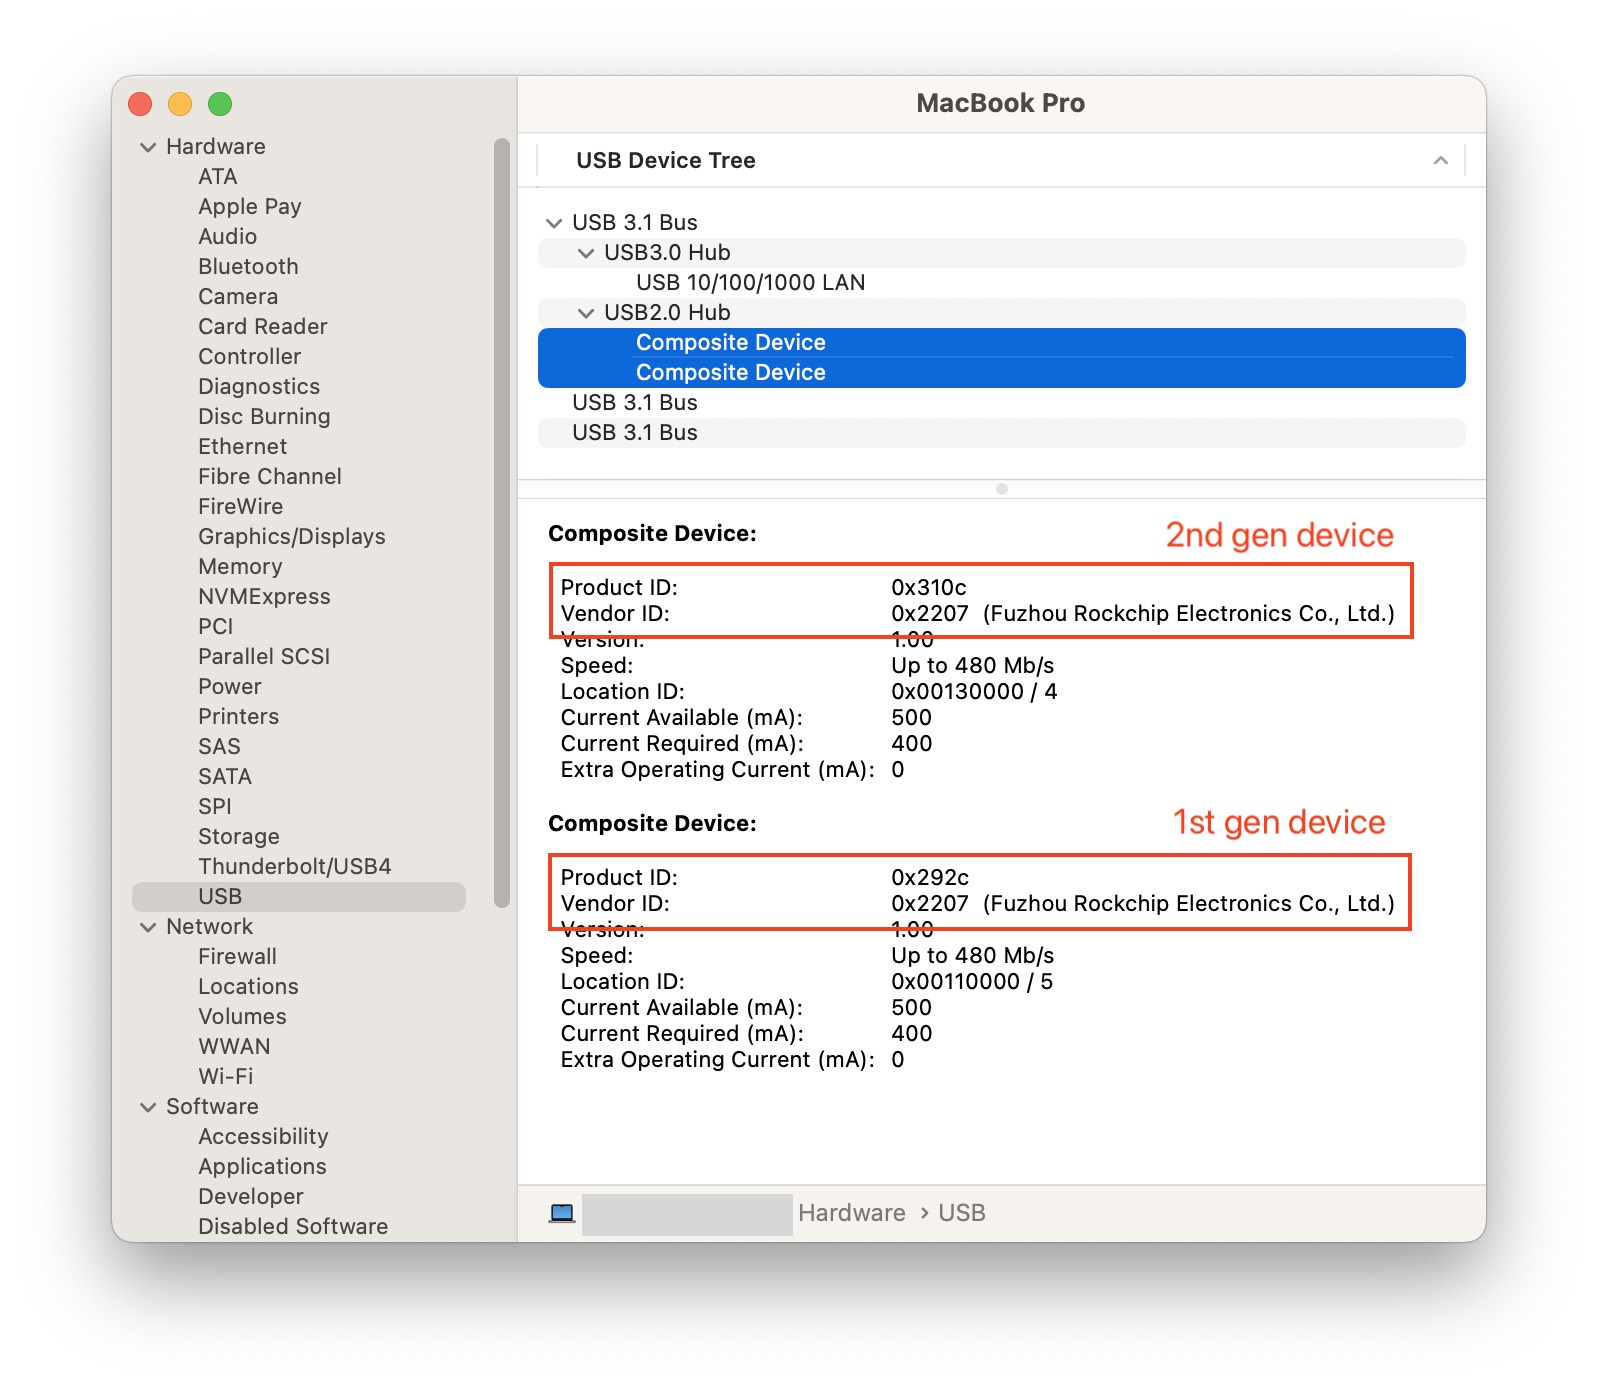 MacBook Pro
Hardware
ATA
Apple Pay
Audio
Bluetooth
Camera
Card Reader
Controller
Diagnostics
Disc Burning
Ethernet
Fibre Channel
FireWire
Graphics/Displays
Memory
NVMExpress
PCI
Parallel SCSI
Power
Printers
SAS
SATA
SPI
Storage
Thunderbolt/USB4
USB
Network
Firewall
Locations
Volumes
WWAN
Wi-Fi
Software
Accessibility
Applications
Developer
Disabled Software
USB Device Tree
USB 3.1 Bus
USB3.0 Hub
USB 10/100/1000 LAN
USB2.0 Hub
Composite Device
Composite Device
USB 3.1 Bus
USB 3.1 Bus
Composite Device: 2nd gen device
Product ID: 0x310c
Vendor ID: 0x2207 (Fuzhou Rockchip Electronics Co., Ltd.)
Version: 1.00
Speed: Up to 480 Mb/s
Location ID: 0x00130000 / 4
Current Available (mA): 500
Current Required (mA): 400
Extra Operating Current (mA): 0
Composite Device: 1st gen device
Product ID: 0x292c
Vendor ID: 0x2207 (Fuzhou Rockchip Electronics Co., Ltd.)
Version: 1.00
Speed: Up to 480 Mb/s
Location ID: 0x00110000 / 5
Current Available (mA): 500
Current Required (mA): 400
Extra Operating Current (mA): 0
Hardware › USB